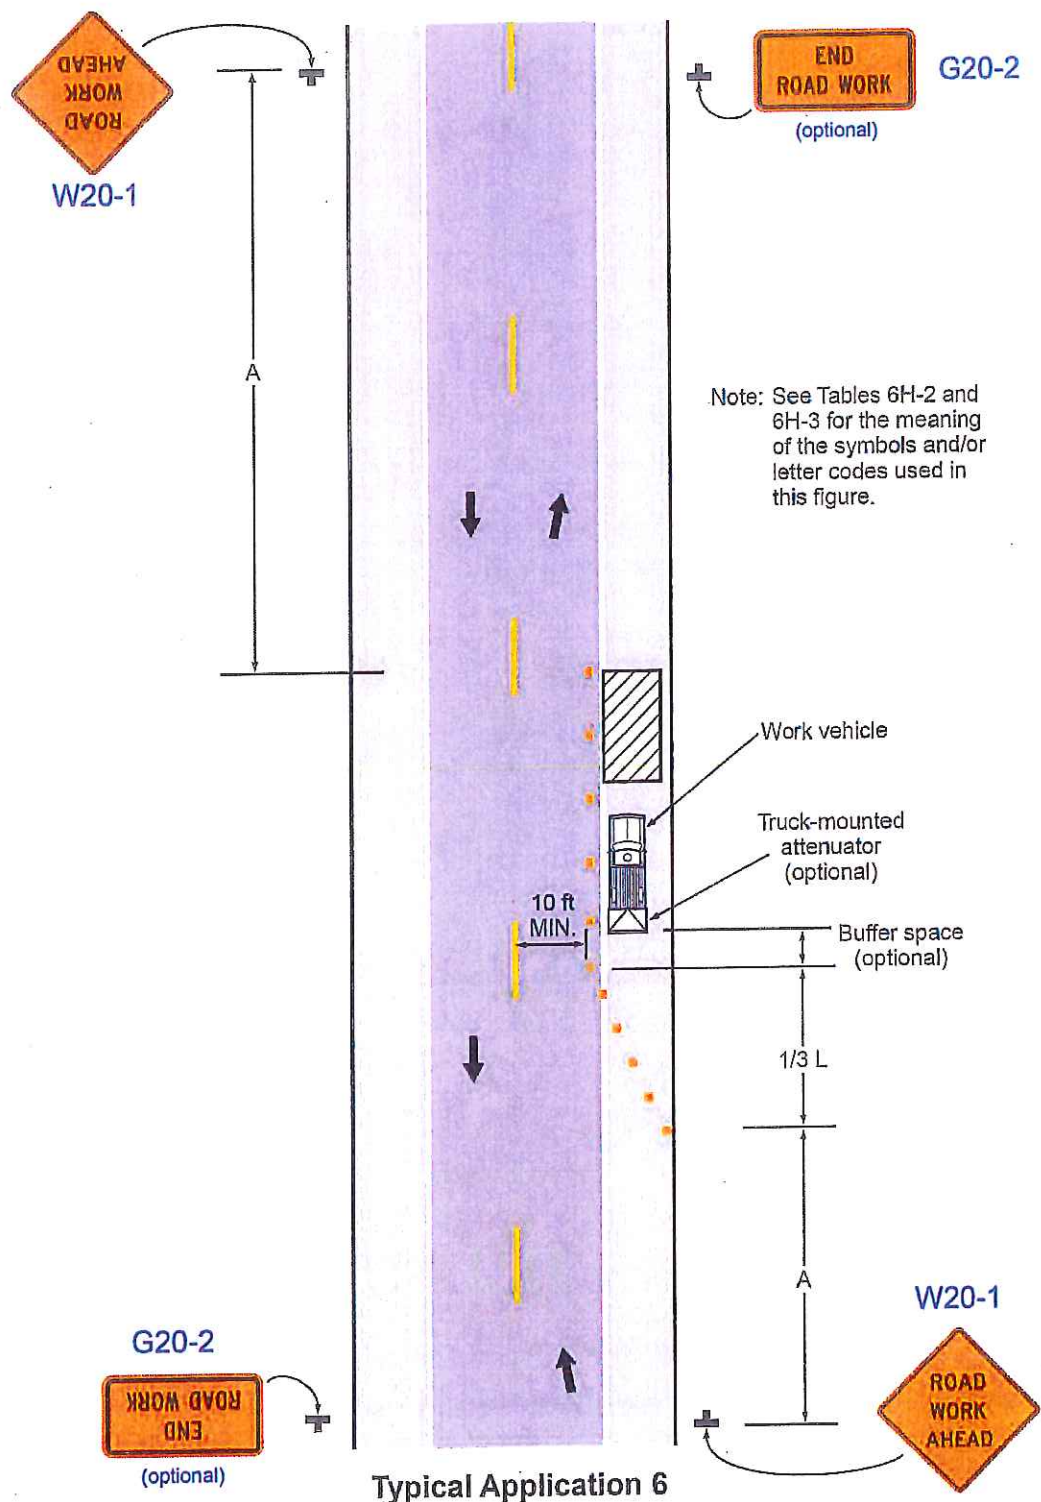 ROAD
WORK
AHEAD
W20-1
END
ROAD WORK
(optional)
G20-2
A
Note: See Tables 6H-2 and
6H-3 for the meaning
of the symbols and/or
letter codes used in
this figure.
Work vehicle
Truck-mounted
attenuator
(optional)
10 ft
MIN.
Buffer space
(optional)
1/3 L
A
W20-1
ROAD
WORK
AHEAD
G20-2
END
ROAD WORK
(optional)
Typical Application 6